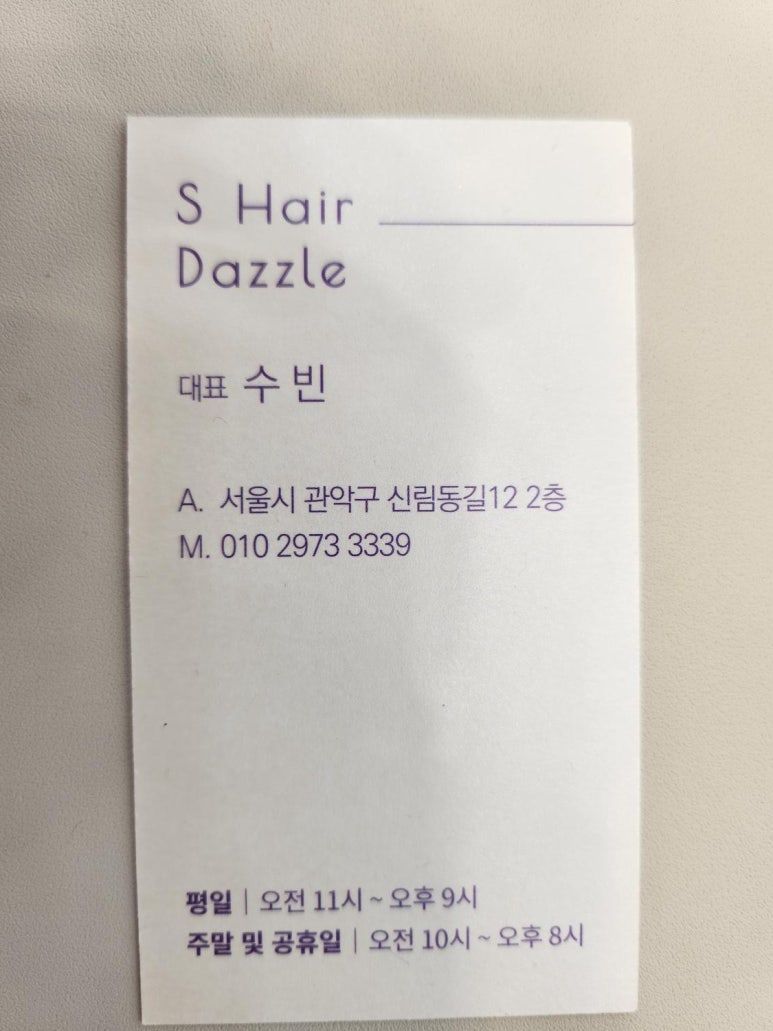 S Hair
Dazzle
대표 수빈
A. 서울시 관악구 신림동길12 2층
M. 010 2973 3339
평일 | 오전 11시 ~ 오후 9시
주말 및 공휴일 | 오전 10시 ~ 오후 8시